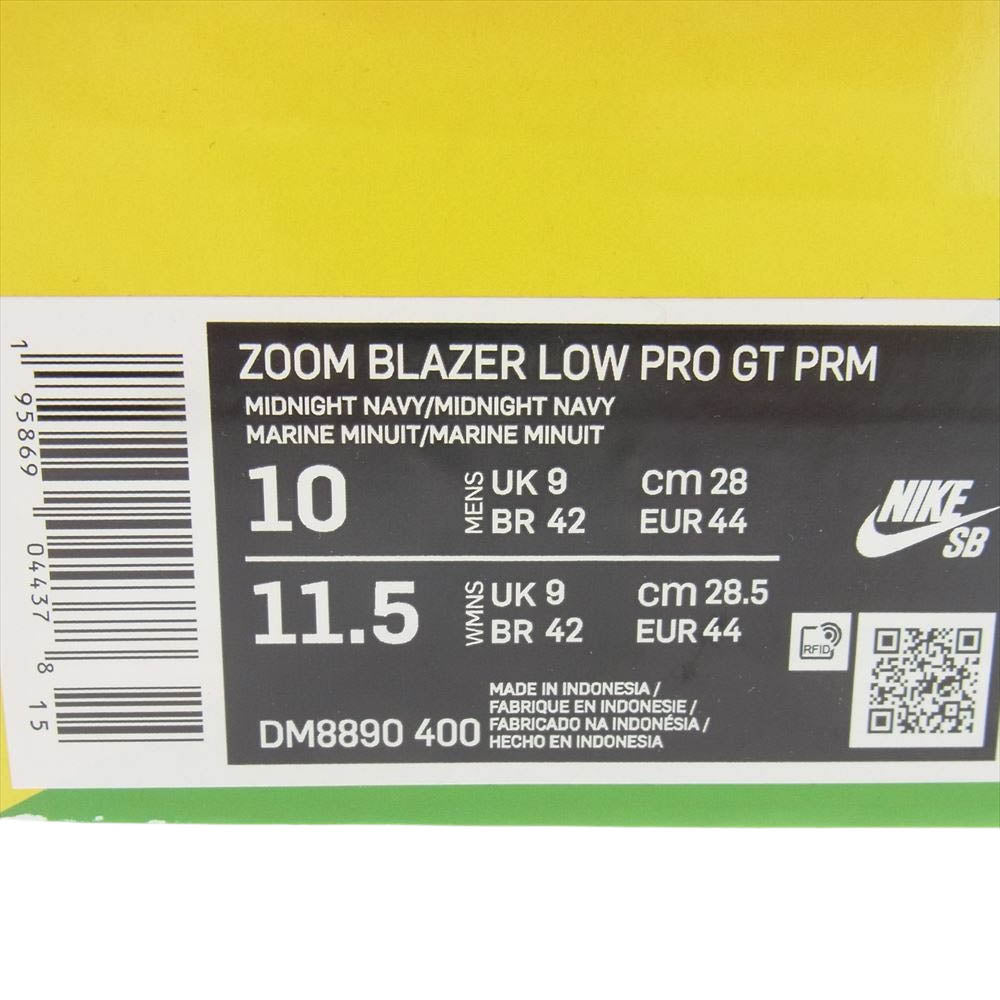 ZOOM BLAZER LOW PRO GT PRM
MIDNIGHT NAVY/MIDNIGHT NAVY
MARINE MINUIT/MARINE MINUIT
10 MENS UK 9 cm 28
BR 42 EUR 44
11.5 WMNS UK 9 cm 28.5
BR 42 EUR 44
NIKE
SB
RFID
DM8890 400
MADE IN INDONESIA /
FABRIQUE EN INDONESIE /
FABRICADO NA INDONÉSIA /
HECHO EN INDONESIA
1 95869 04437 8 15